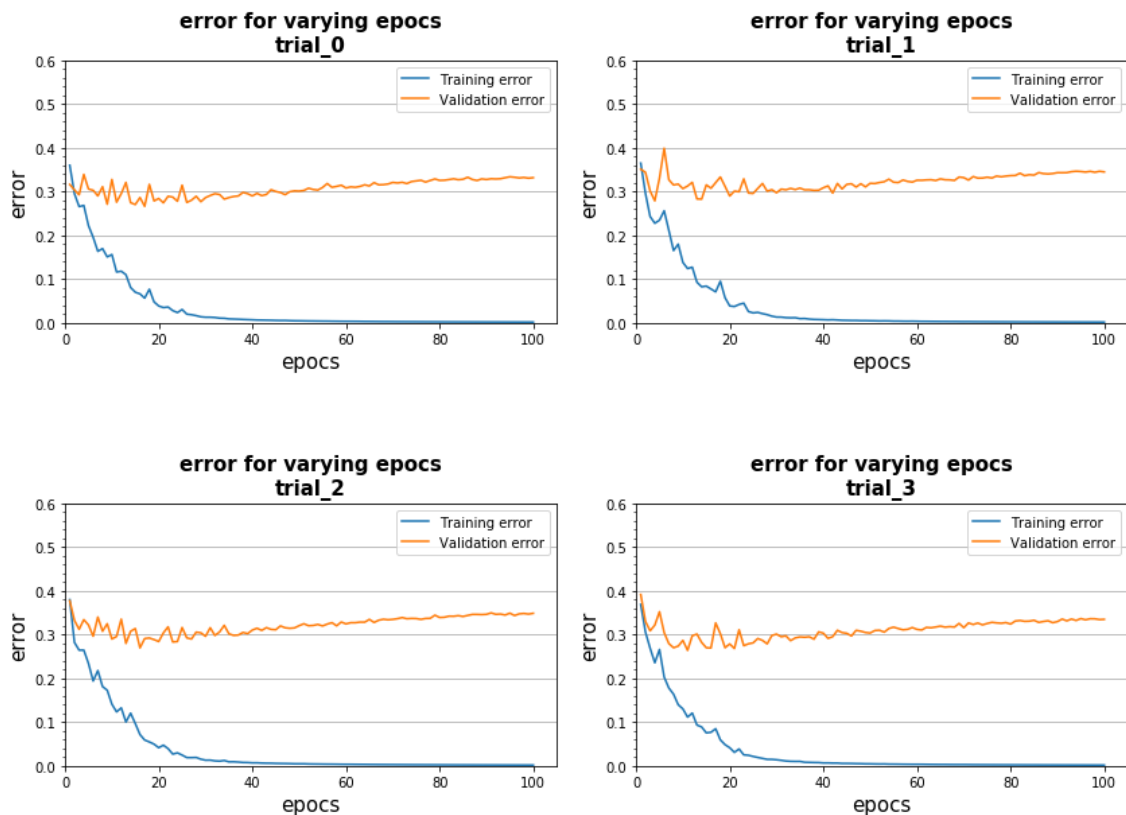 error for varying epocs
trial_0
0.6
0.5
0.4
0.3
0.2
0.1
0.0
error
Training error
Validation error
0 20 40 60 80 100
epocs
error for varying epocs
trial_1
0.6
0.5
0.4
0.3
0.2
0.1
0.0
error
Training error
Validation error
0 20 40 60 80 100
epocs
error for varying epocs
trial_2
0.6
0.5
0.4
0.3
0.2
0.1
0.0
error
Training error
Validation error
0 20 40 60 80 100
epocs
error for varying epocs
trial_3
0.6
0.5
0.4
0.3
0.2
0.1
0.0
error
Training error
Validation error
0 20 40 60 80 100
epocs